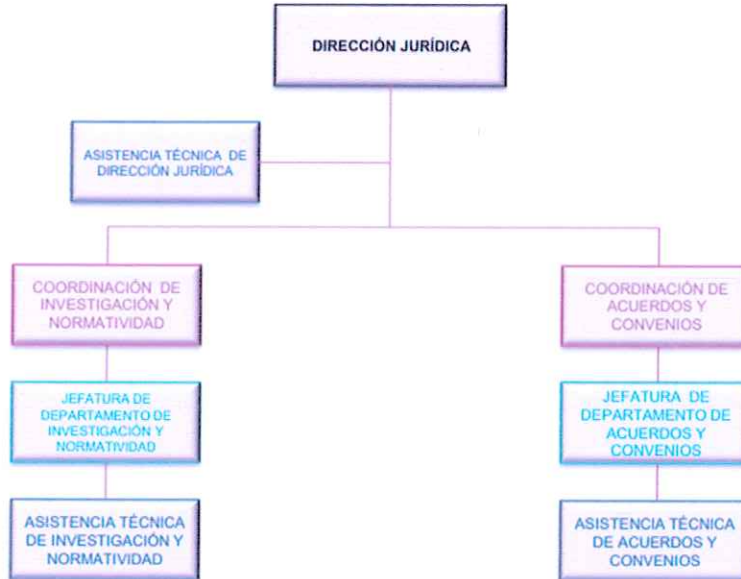 DIRECCIÓN JURÍDICA
ASISTENCIA TÉCNICA DE
DIRECCIÓN JURÍDICA
COORDINACIÓN DE
INVESTIGACIÓN Y
NORMATIVIDAD
COORDINACIÓN DE
ACUERDOS Y
CONVENIOS
JEFATURA DE
DEPARTAMENTO DE
INVESTIGACIÓN Y
NORMATIVIDAD
JEFATURA DE
DEPARTAMENTO DE
ACUERDOS Y
CONVENIOS
ASISTENCIA TÉCNICA
DE INVESTIGACIÓN Y
NORMATIVIDAD
ASISTENCIA TÉCNICA
DE ACUERDOS Y
CONVENIOS